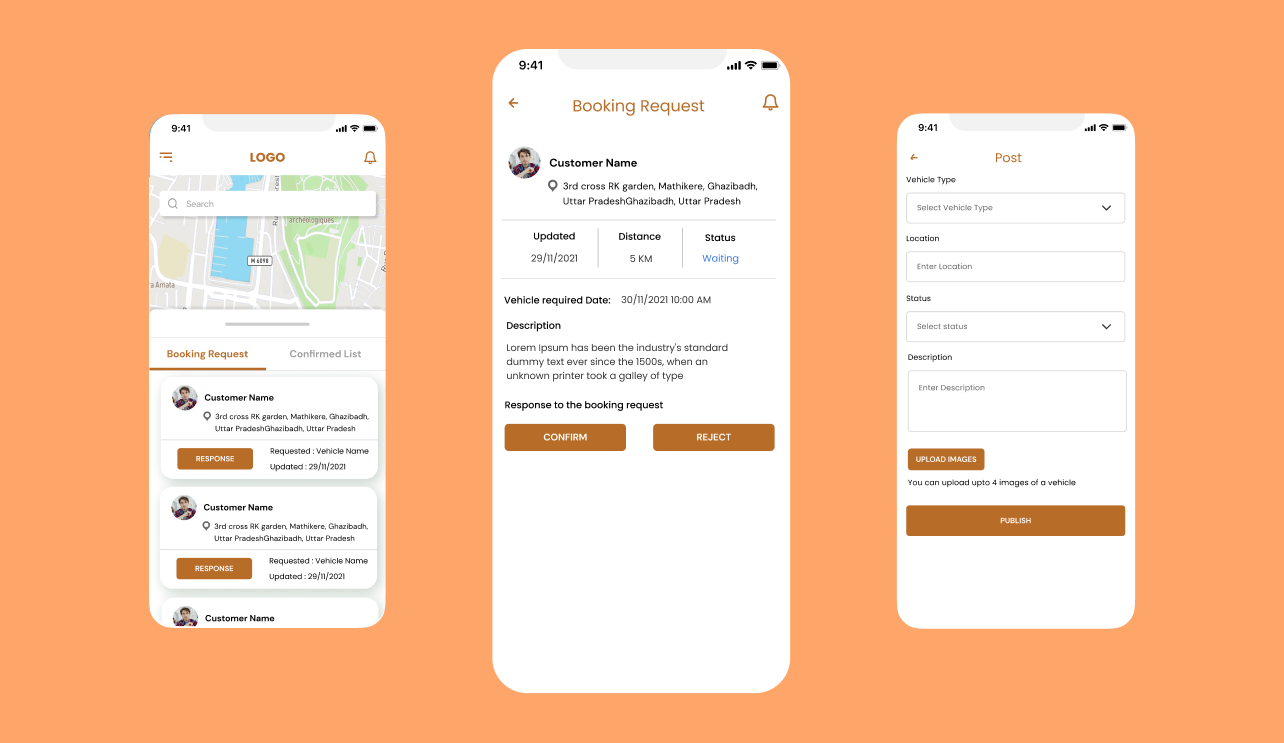 9:41
LOGO
Search
archeologiques
M 6098
a Amata
Booking Request
Confirmed List
Customer Name
3rd cross RK garden, Mathikere, Ghazibadh,
Uttar PradeshGhazibadh, Uttar Pradesh
RESPONSE
Requested : Vehicle Name
Updated : 29/11/2021
Customer Name
3rd cross RK garden, Mathikere, Ghazibadh,
Uttar PradeshGhazibadh, Uttar Pradesh
RESPONSE
Requested : Vehicle Name
Updated : 29/11/2021
Customer Name
9:41
Booking Request
Customer Name
3rd cross RK garden, Mathikere, Ghazibadh,
Uttar PradeshGhazibadh, Uttar Pradesh
Updated
Distance
Status
29/11/2021
5 KM
Waiting
Vehicle required Date: 30/11/2021 10:00 AM
Description
Lorem Ipsum has been the industry's standard
dummy text ever since the 1500s, when an
unknown printer took a galley of type
Response to the booking request
CONFIRM
REJECT
9:41
Post
Vehicle Type
Select Vehicle Type
Location
Enter Location
Status
Select status
Description
Enter Description
UPLOAD IMAGES
You can upload upto 4 images of a vehicle
PUBLISH